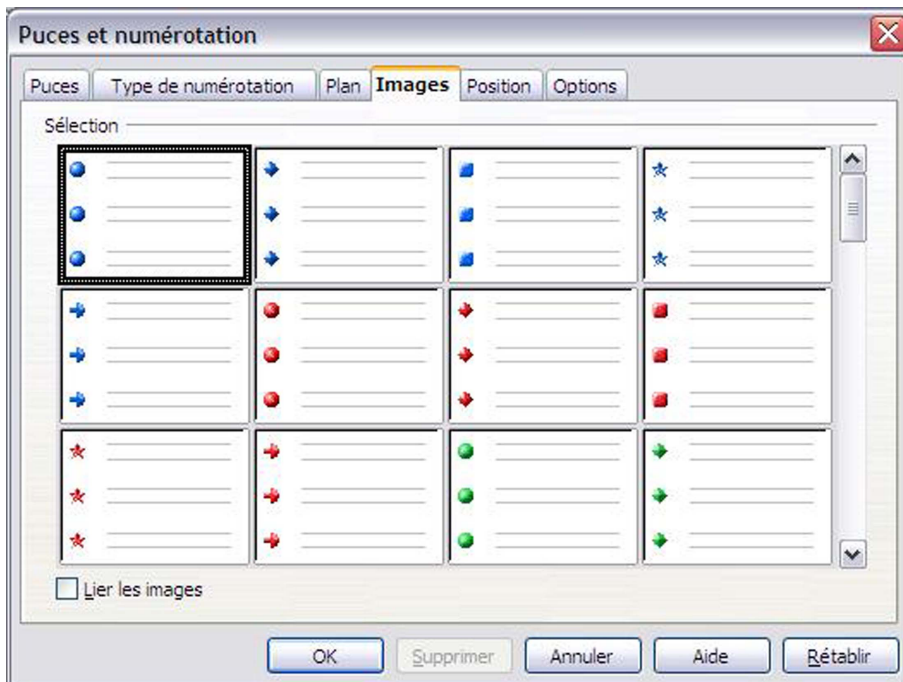 Puces et numérotation
Puces Type de numérotation Plan Images Position Options
Sélection
Lier les images
OK Supprimer Annuler Aide Rétablir